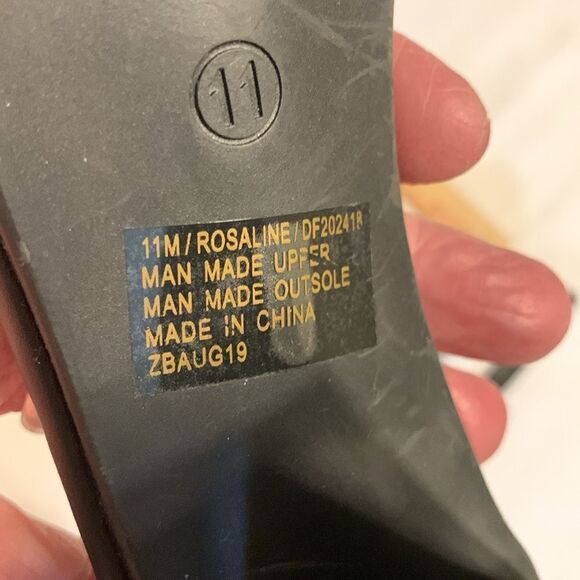 11
11M/ROSALINE/DF202418
MAN MADE UPPER
MAN MADE OUTSOLE
MADE IN CHINA
ZBAUG19